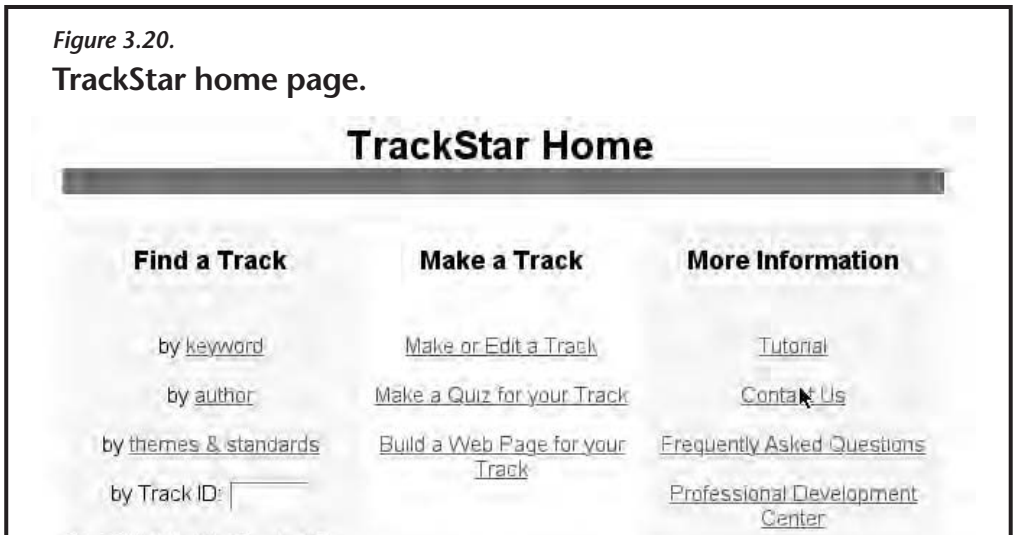 Figure 3.20.
TrackStar home page.
TrackStar Home
Find a Track
by keyword
by author
by themes & standards
by Track ID:
Make a Track
Make or Edit a Track
Make a Quiz for your Track
Build a Web Page for your
Track
More Information
Tutorial
Contact Us
Frequently Asked Questions
Professional Development
Center